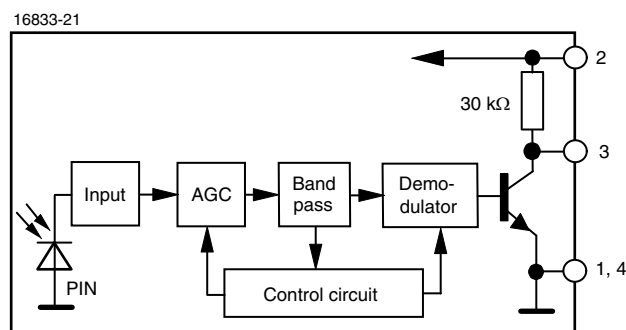 16833-21
2
30 kΩ
3
Input
AGC
Band
pass
Demo-
dulator
1, 4
PIN
Control circuit